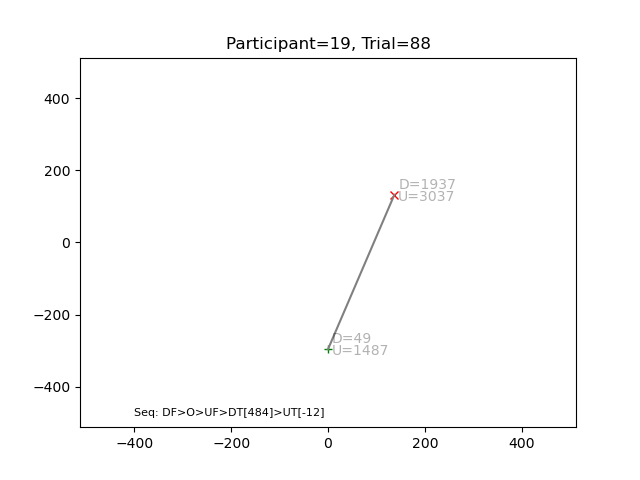 Participant=19, Trial=88
400
200
0
−200
−400
D=1937
U=3037
D=49
U=1487
Seq: DF>O>UF>DT[484]>UT[-12]
−400
−200
0
200
400